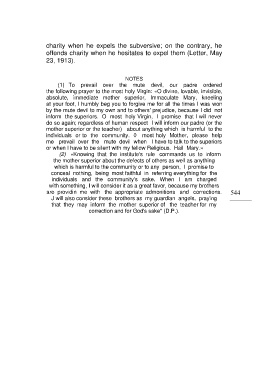 charity when he expels the subversive; on the contrary, he
offends charity when he hesitates to expel them (Letter, May
23, 1913).
NOTES
(1) To prevail over the mute devil, our padre ordered
the following prayer to the most holy Virgin: «O divine, lovable, inviolate,
absolute, immediate mother superior, Immaculate Mary, kneeling
at your foot, I humbly beg you to forgive me for all the times I was won
by the mute devil to my own and to others' prejudice, because I did not
inform the superiors. O most holy Virgin, I promise that I will never
do so again; regardless of human respect I will inform our padre (or the
mother superior or the teacher) about anything which is harmful to the
individuals or to the community. 0 most holy Mother, please help
me prevail over the mute devil when I have to talk to the superiors
or when I have to be silent with my fellow Religious. Hail Mary.»
(2) «Knowing that the institute's rule commands us to inform
the mother superior about the defects of others as well as anything
which is harmful to the community or to any person, I promise to
conceal nothing, being most faithful in referring everything for the
individuals and the community's sake. When I am charged
with something, I will consider it as a great favor, because my brothers
are providin me with the appropriate admonitions and corrections.
J will also consider these brothers as my guardian angels, praying
that they may inform the mother superior of the teacher for my
correction and for God's sake" (D.P.).
544